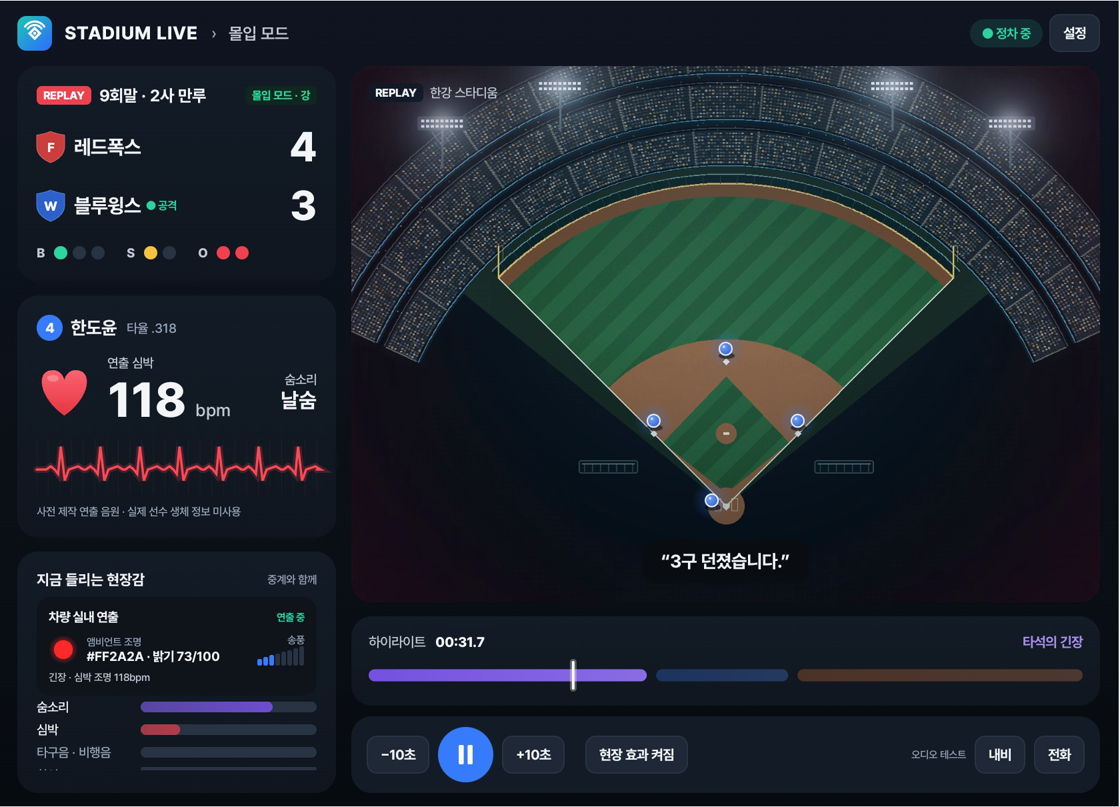 STADIUM LIVE › 몰입 모드
정차 중
설정
REPLAY 9회말 · 2사 만루 몰입 모드 · 강
F 레드폭스 4
W 블루윙스 공격 3
B S O
4 한도윤 타율 .318
연출 심박
118 bpm
숨소리
날숨
사전 제작 연출 음원 · 실제 선수 생체 정보 미사용
지금 들리는 현장감 중계와 함께
차량 실내 연출 연출 중
앰비언트 조명
#FF2A2A · 밝기 73/100
송풍
긴장 · 심박 조명 118bpm
숨소리
심박
타구음 · 비행음
REPLAY 한강 스타디움
“3구 던졌습니다.”
하이라이트 00:31.7 타석의 긴장
−10초
+10초
현장 효과 켜짐
오디오 테스트
내비
전화